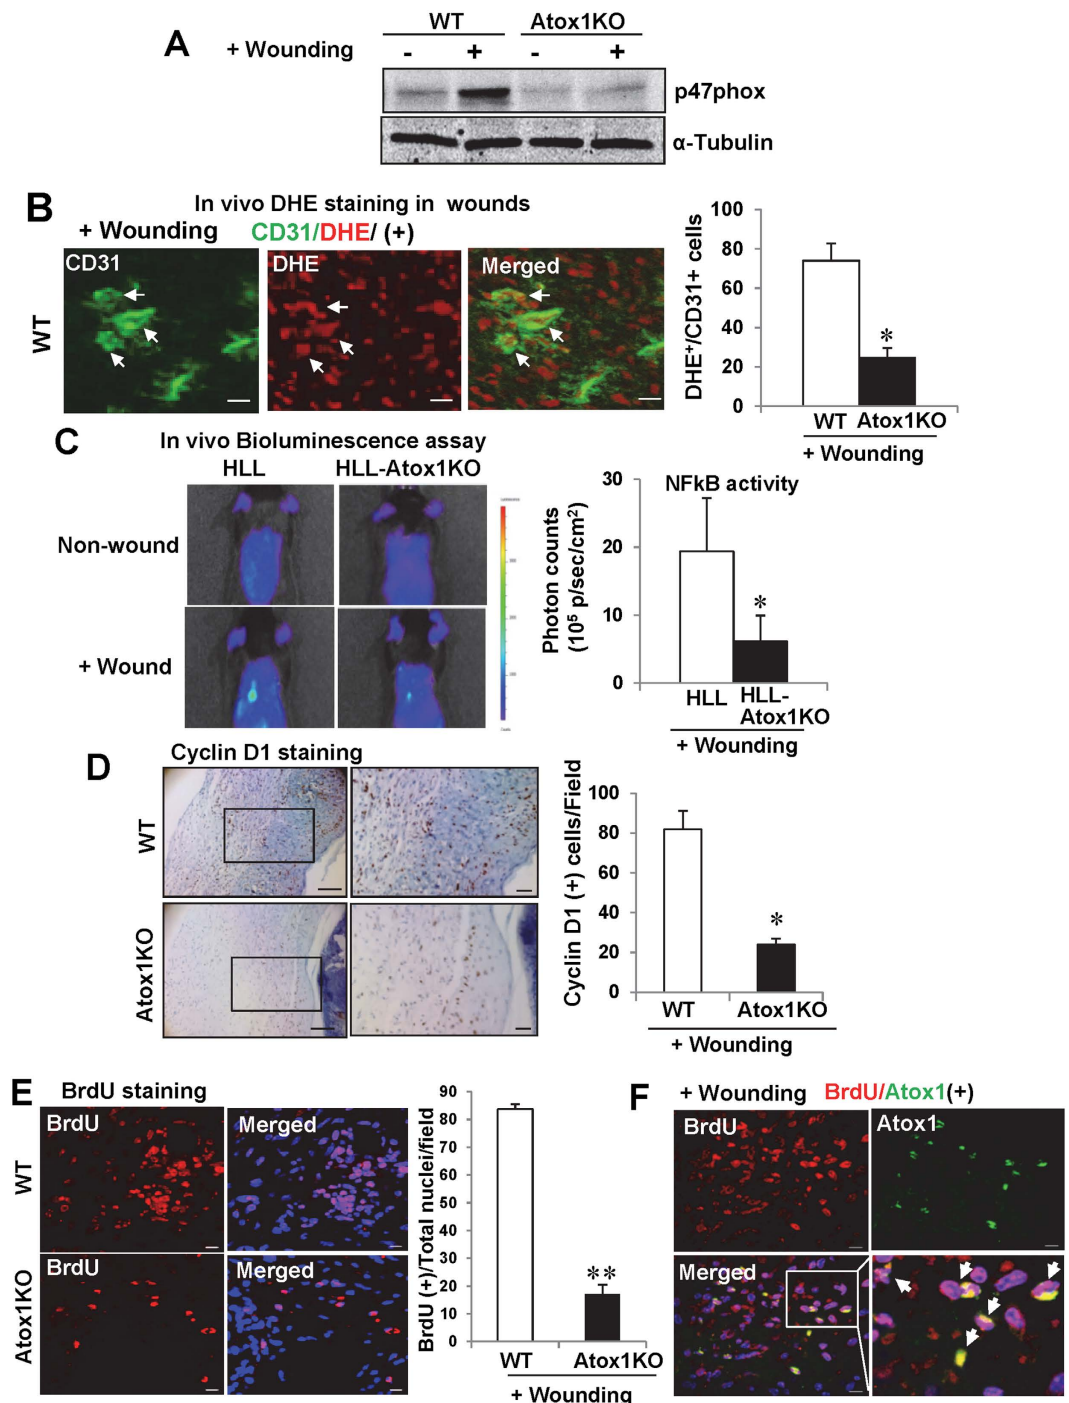 A
WT Atox1KO
+ Wounding - + - +
p47phox
α-Tubulin
B
In vivo DHE staining in wounds
+ Wounding CD31/DHE/ (+)
WT
CD31
DHE
Merged
DHE⁺/CD31+ cells
80
60
40
20
0
100
*
WT Atox1KO
+ Wounding
C
In vivo Bioluminescence assay
HLL HLL-Atox1KO
Non-wound
+ Wound
NFkB activity
Photon counts
(10⁵ p/sec/cm²)
30
20
10
0
*
HLL HLL-
Atox1KO
+ Wounding
D
Cyclin D1 staining
WT
Atox1KO
Cyclin D1 (+) cells/Field
100
80
60
40
20
0
*
WT Atox1KO
+ Wounding
E
BrdU staining
WT
BrdU Merged
Atox1KO
BrdU Merged
BrdU (+)/Total nuclei/field
90
80
70
60
50
40
30
20
10
0
**
WT Atox1KO
+ Wounding
F
+ Wounding BrdU/Atox1(+)
BrdU Atox1
Merged